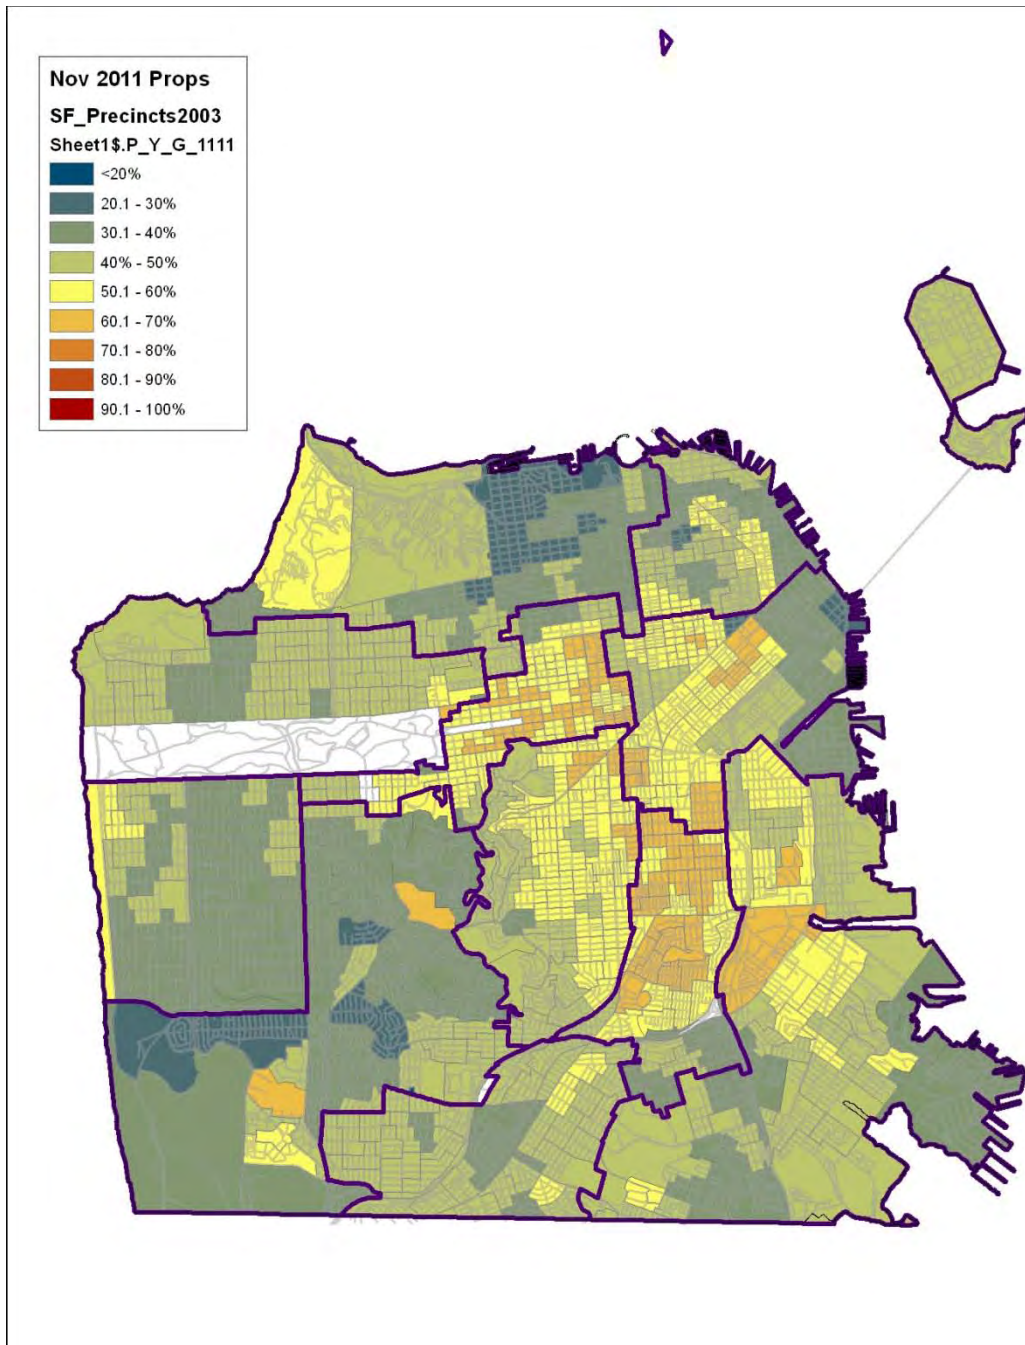 Nov 2011 Props
SF_Precincts2003
Sheet1$.P_Y_G_1111
<20%
20.1 - 30%
30.1 - 40%
40% - 50%
50.1 - 60%
60.1 - 70%
70.1 - 80%
80.1 - 90%
90.1 - 100%